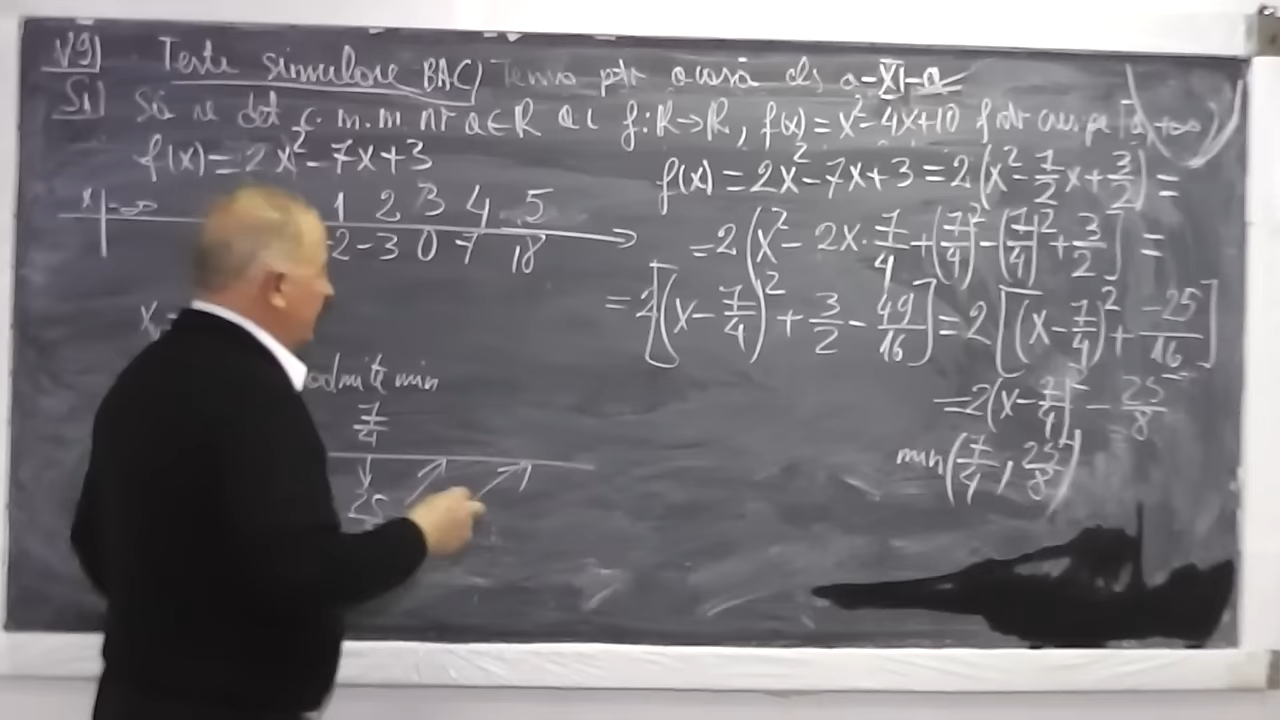 V9) Teste simulare BAC) Tema ptr acasă cls a-XI-a
S1) Să se det c.m.m nr a∈R aî f:R→R, f(x)=x²-4x+10 f str cresc pe [a,+∞)
f(x)=2x²-7x+3
x | -∞ 1 2 3 4 5
-2 -3 0 7 18
admite min
7/4
25
f(x)=2x²-7x+3=2(x²-7/2x+3/2)=
=2[x²-2x·7/4+(7/4)²-(7/4)²+3/2]=
=2[(x-7/4)²+3/2-49/16]=2[(x-7/4)²+-25/16]
=2(x-7/4)²-25/8
min(7/4, 25/8)